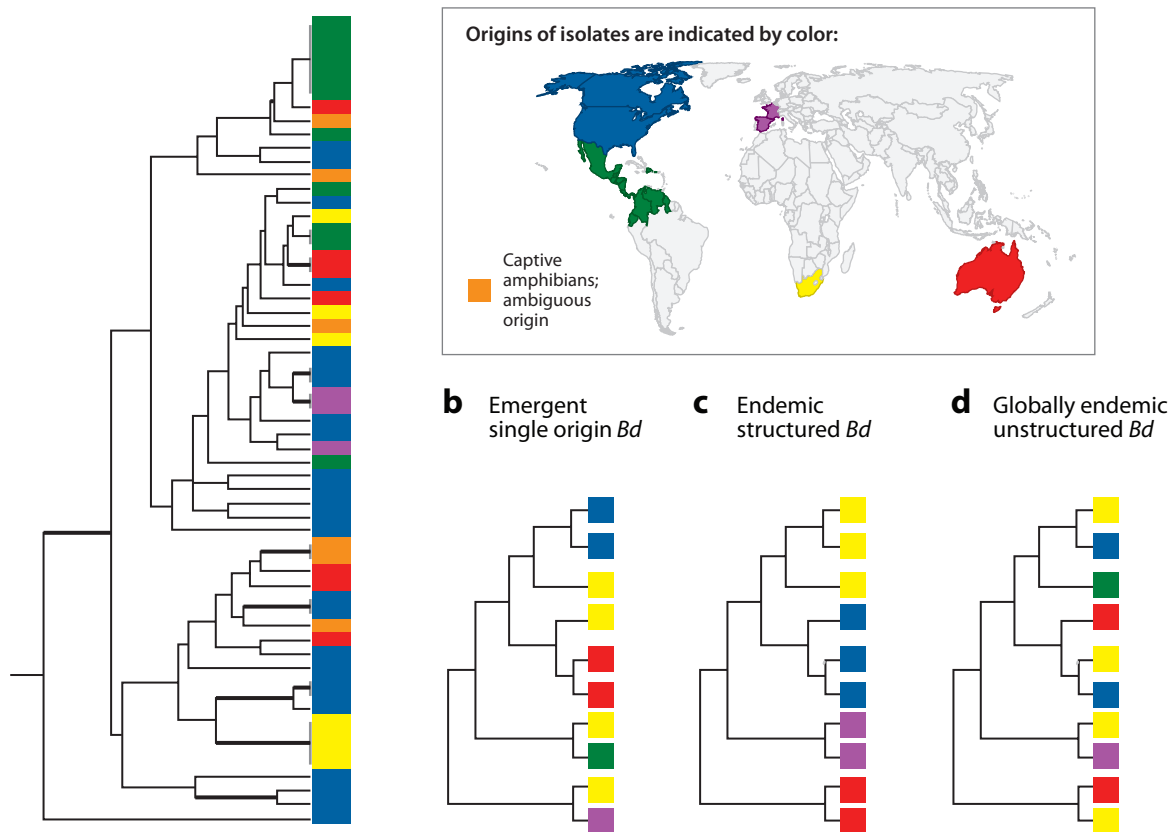 Origins of isolates are indicated by color:
Captive
amphibians;
ambiguous
origin
b Emergent
single origin Bd
c Endemic
structured Bd
d Globally endemic
unstructured Bd